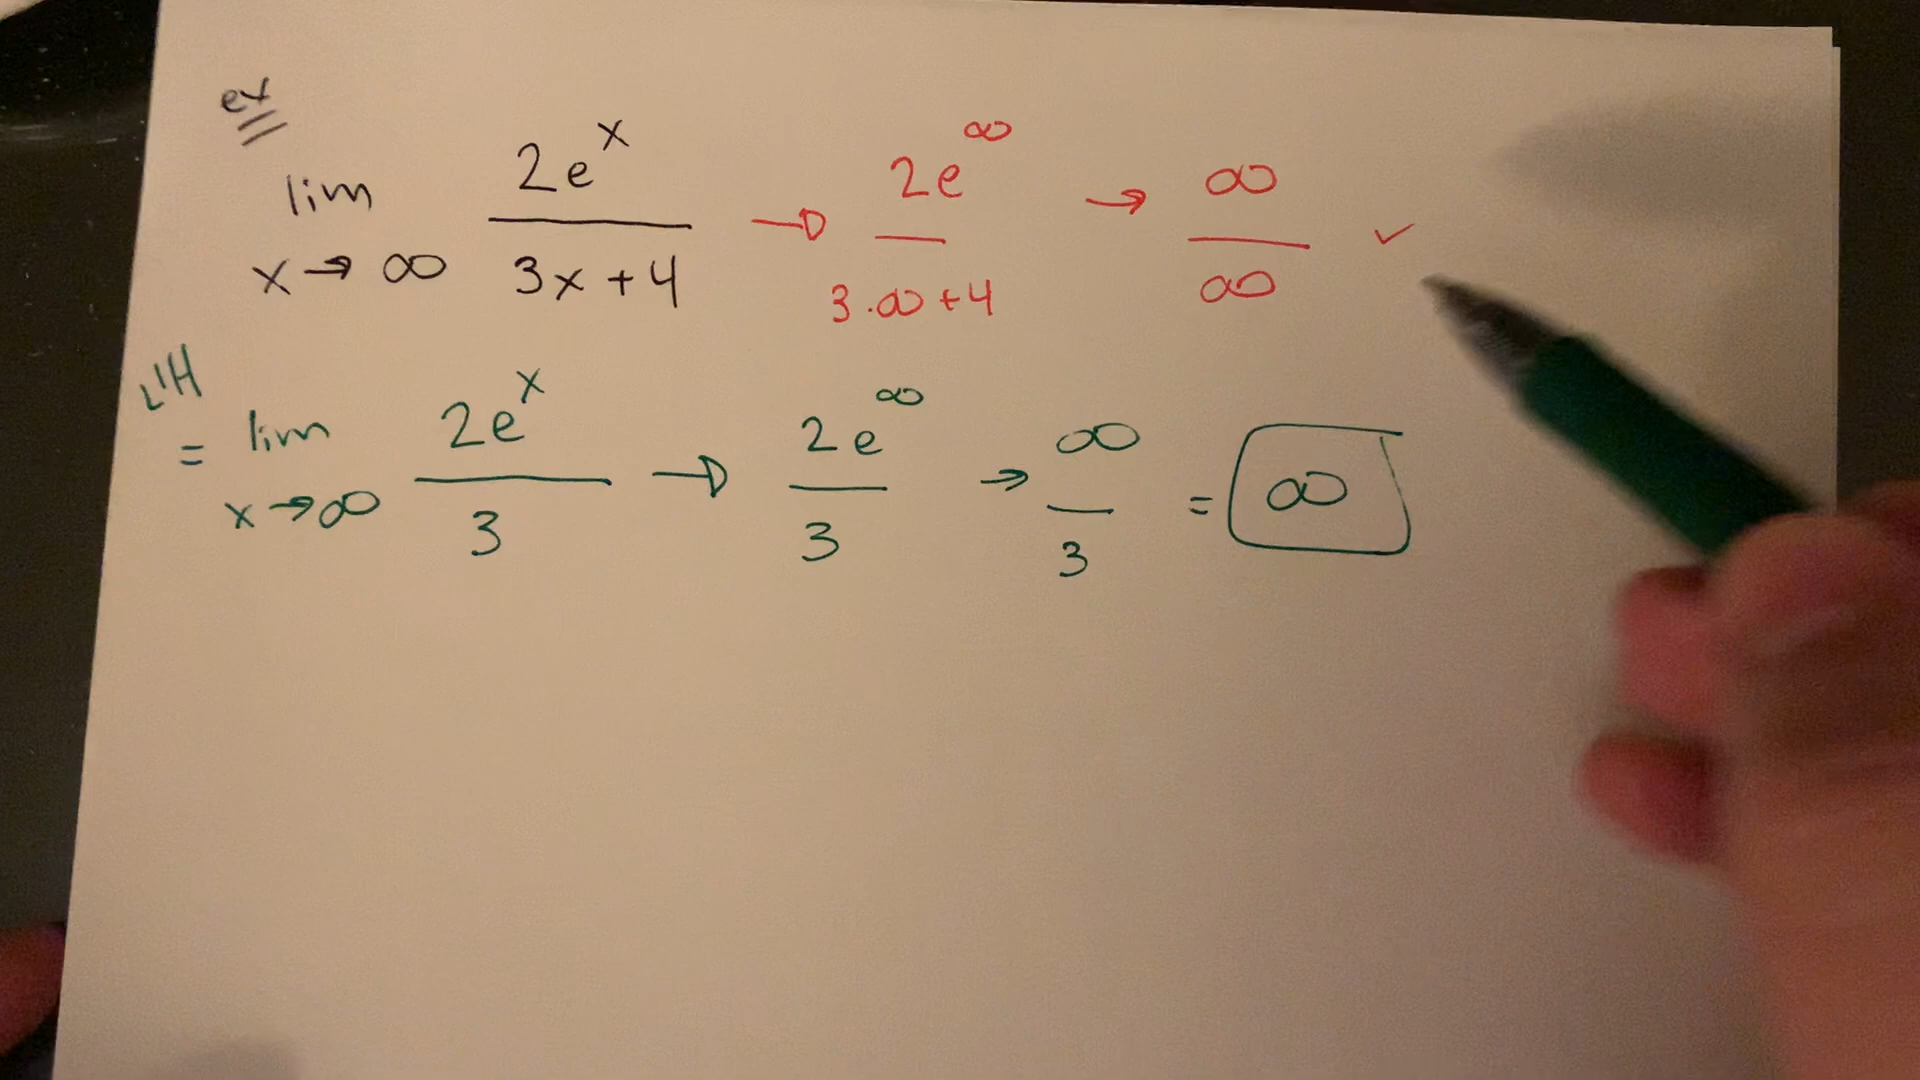 ex
lim x→∞ 2e^x / 3x+4 → 2e^∞ / 3·∞+4 → ∞ / ∞ ✓
L'H = lim x→∞ 2e^x / 3 → 2e^∞ / 3 → ∞ / 3 = ∞